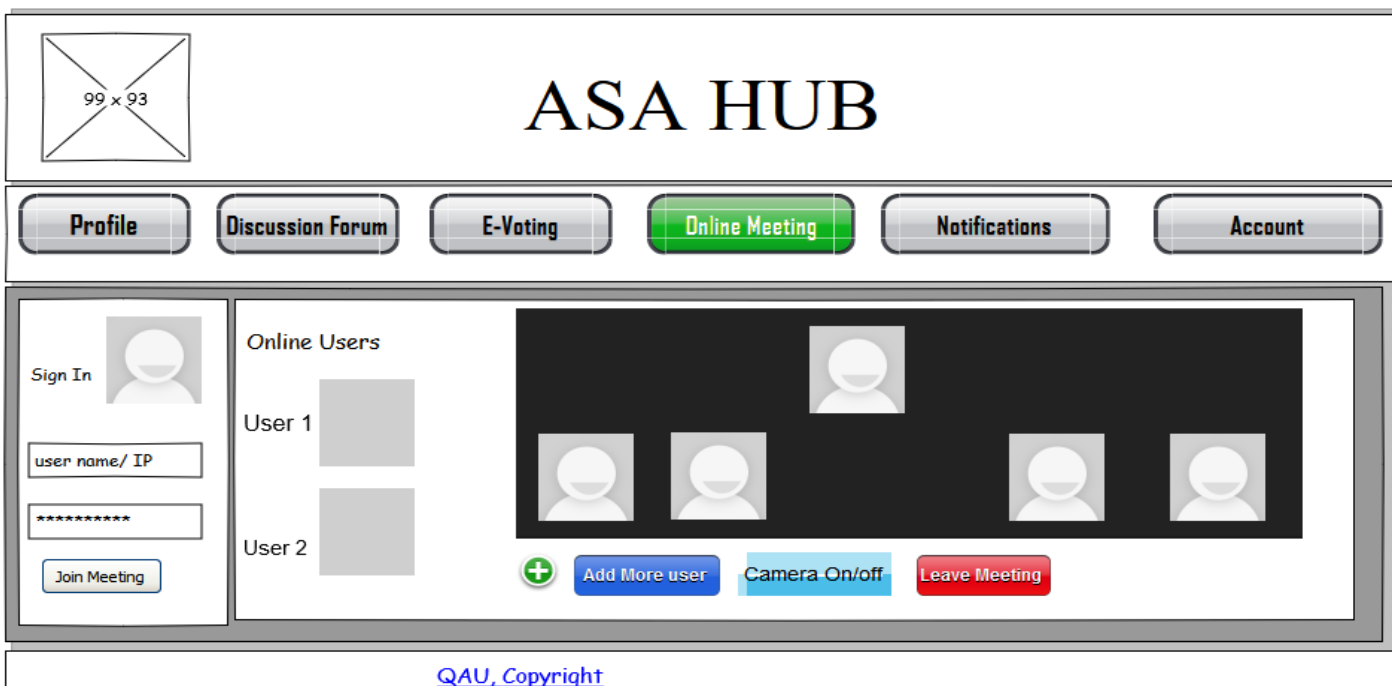 99 x 93
ASA HUB
Profile
Discussion Forum
E-Voting
Online Meeting
Notifications
Account
Sign In
user name/ IP
**********
Join Meeting
Online Users
User 1
User 2
Add More user
Camera On/off
Leave Meeting
QAU, Copyright